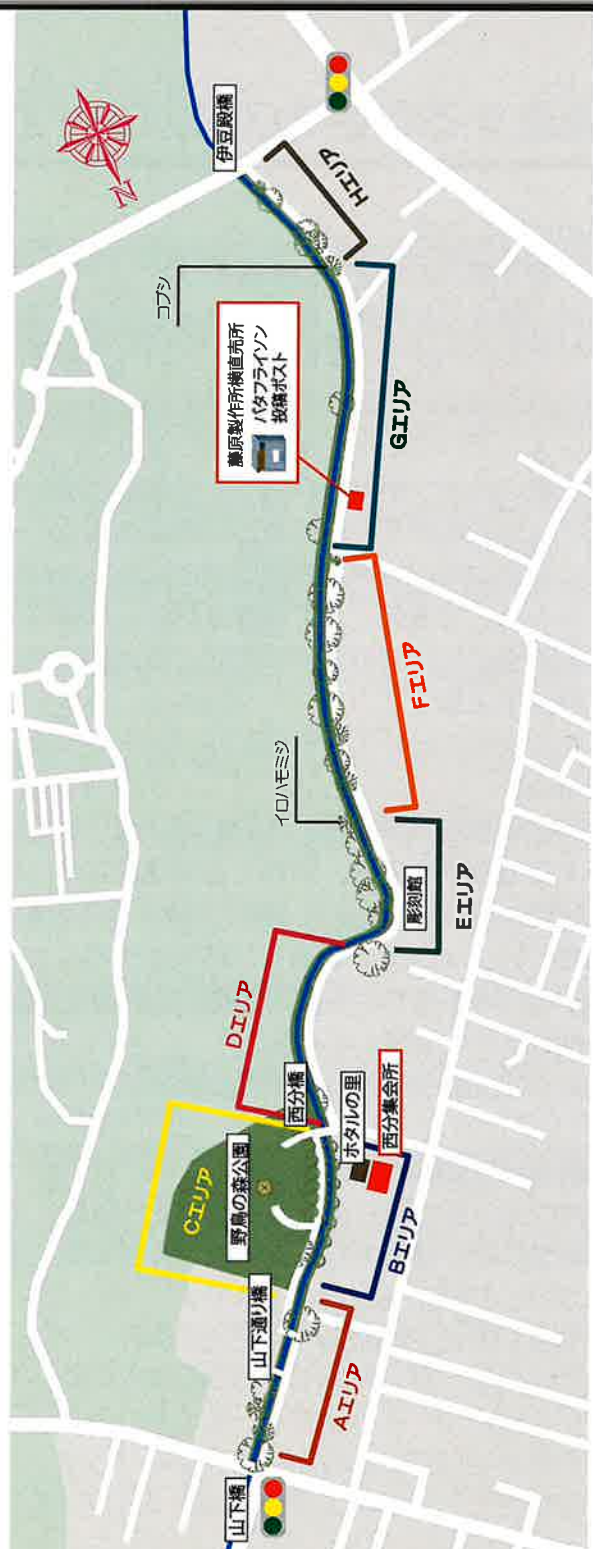 山下橋
Aエリア
山下通り橋
Bエリア
Cエリア
野鳥の森公園
ホタルの里
西分集会所
西分橋
Dエリア
彫刻館
Eエリア
イロハモミジ
Fエリア
藤原製作所横直売所
バタフライソン
投稿ポスト
Gエリア
コブシ
Hエリア
伊豆殿橋
N